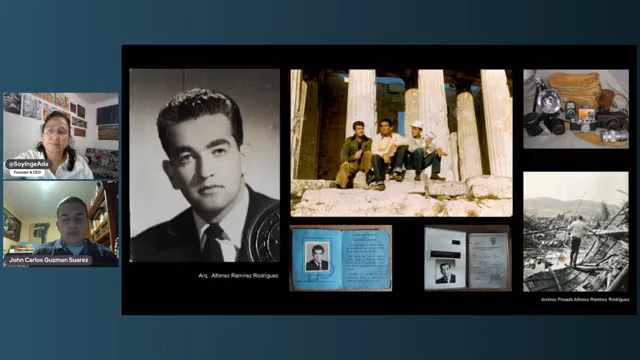 @SoyIngeAda
Founder & CEO
John Carlos Guzman Suarez
Arq. Alfonso Ramírez Rodríguez
Archivo Privado Alfonso Ramírez Rodríguez